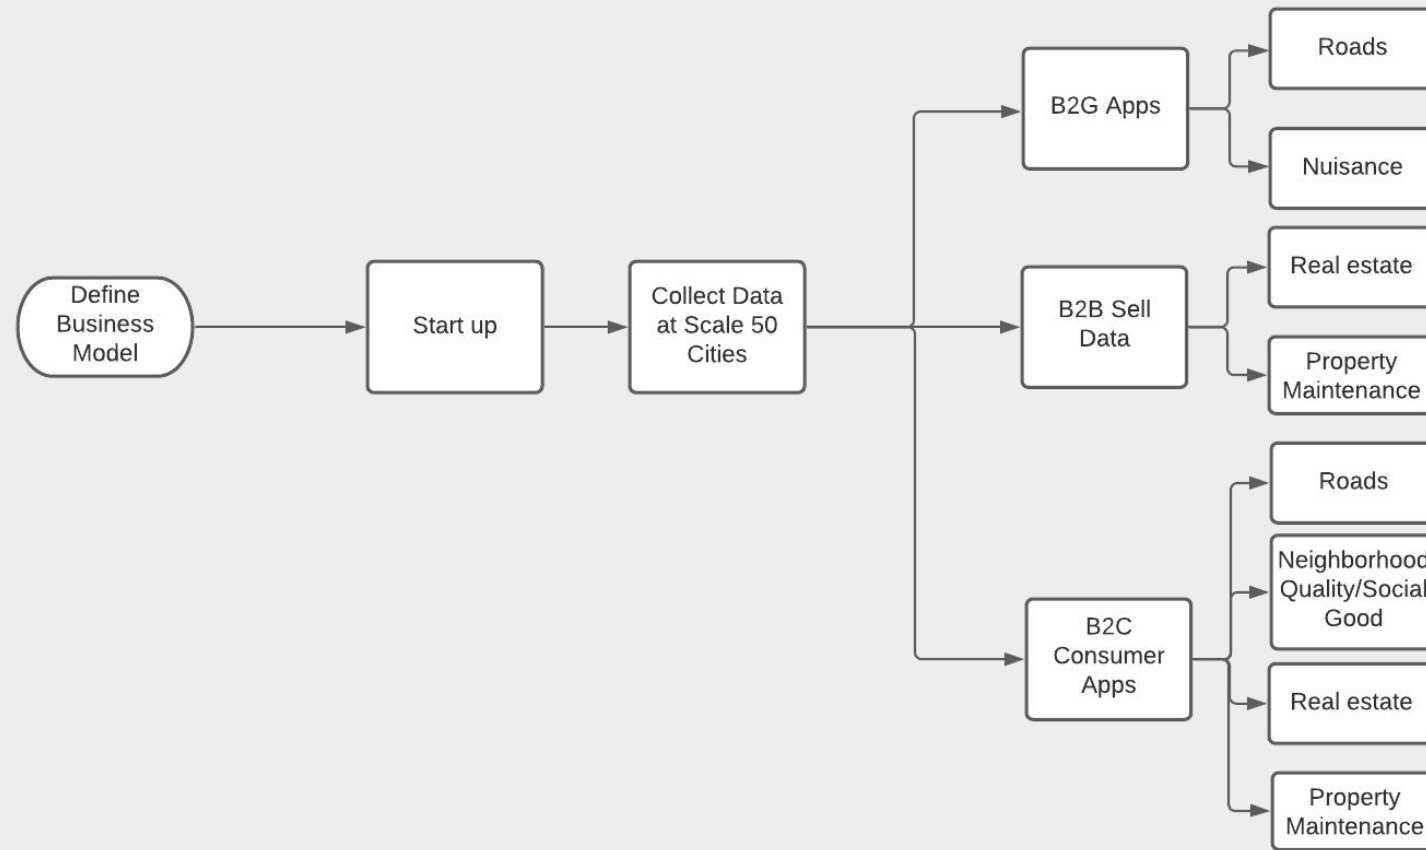 Define
Business
Model
Start up
Collect Data
at Scale 50
Cities
B2G Apps
Roads
Nuisance
B2B Sell
Data
Real estate
Property
Maintenance
B2C
Consumer
Apps
Roads
Neighborhood
Quality/Social
Good
Real estate
Property
Maintenance